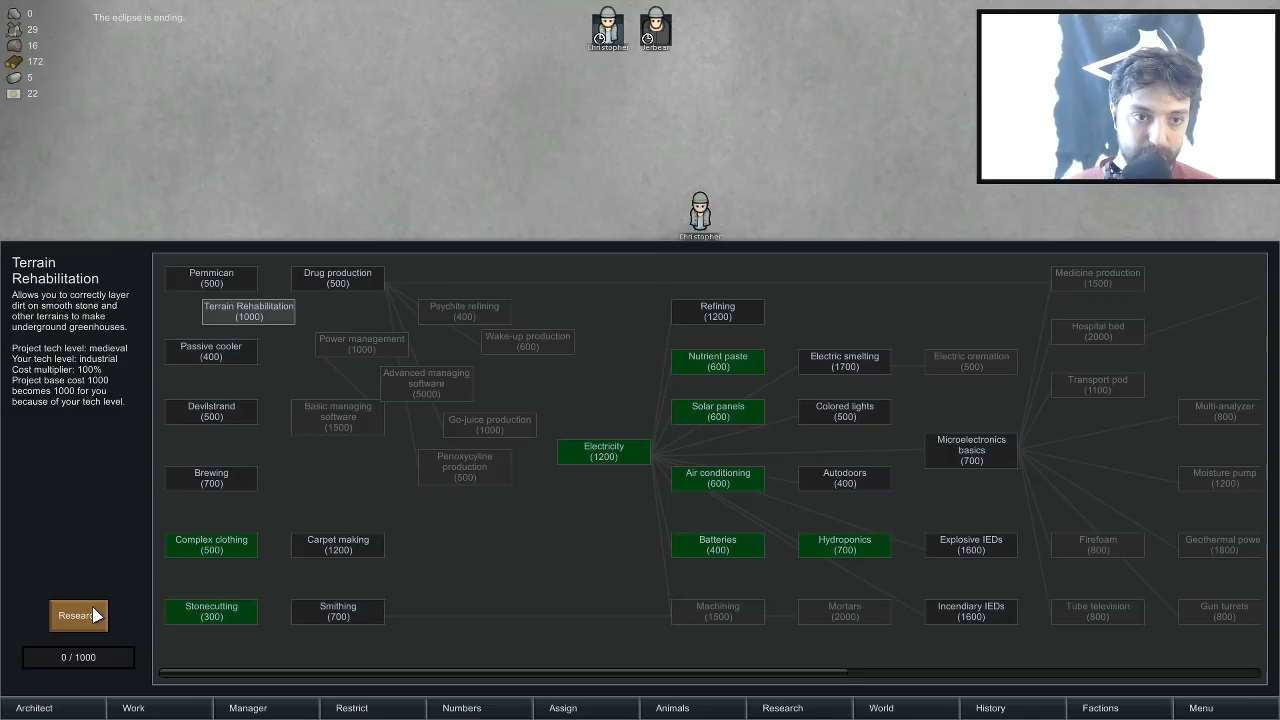 0
29
16
172
5
22
The eclipse is ending.
Christopher
Jerbear
Christopher
Terrain
Rehabilitation
Allows you to correctly layer
dirt on smooth stone and
other terrains to make
underground greenhouses.
Project tech level: medieval
Your tech level: industrial
Cost multiplier: 100%
Project base cost 1000
becomes 1000 for you
because of your tech level.
Research
0 / 1000
Pemmican
(500)
Drug production
(500)
Medicine production
(1500)
Terrain Rehabilitation
(1000)
Psychite refining
(400)
Refining
(1200)
Power management
(1000)
Wake-up production
(600)
Hospital bed
(2000)
Passive cooler
(400)
Nutrient paste
(600)
Electric smelting
(1700)
Electric cremation
(500)
Advanced managing
software
(5000)
Transport pod
(1100)
Devilstrand
(500)
Basic managing
software
(1500)
Go-juice production
(1000)
Solar panels
(600)
Colored lights
(500)
Multi-analyzer
(800)
Electricity
(1200)
Microelectronics
basics
(700)
Brewing
(700)
Penoxycyline
production
(500)
Air conditioning
(600)
Autodoors
(400)
Moisture pump
(1200)
Complex clothing
(500)
Carpet making
(1200)
Batteries
(400)
Hydroponics
(700)
Explosive IEDs
(1600)
Firefoam
(800)
Geothermal powe
(1800)
Stonecutting
(300)
Smithing
(700)
Machining
(1500)
Mortars
(2000)
Incendiary IEDs
(1600)
Tube television
(800)
Gun turrets
(800)
Architect
Work
Manager
Restrict
Numbers
Assign
Animals
Research
World
History
Factions
Menu